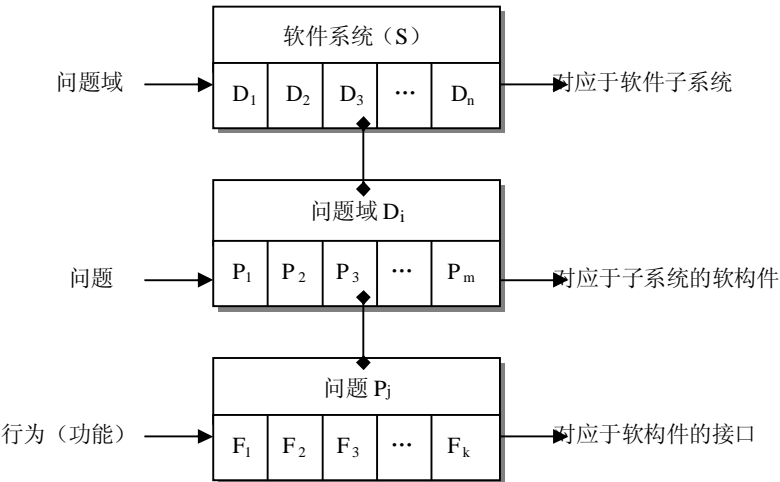 软件系统（S）
问题域 D₁ D₂ D₃ … Dₙ 对应于软件子系统
问题域 Dᵢ
问题 P₁ P₂ P₃ … Pₘ 对应于子系统的软构件
问题 Pⱼ
行为（功能） F₁ F₂ F₃ … Fₖ 对应于软构件的接口